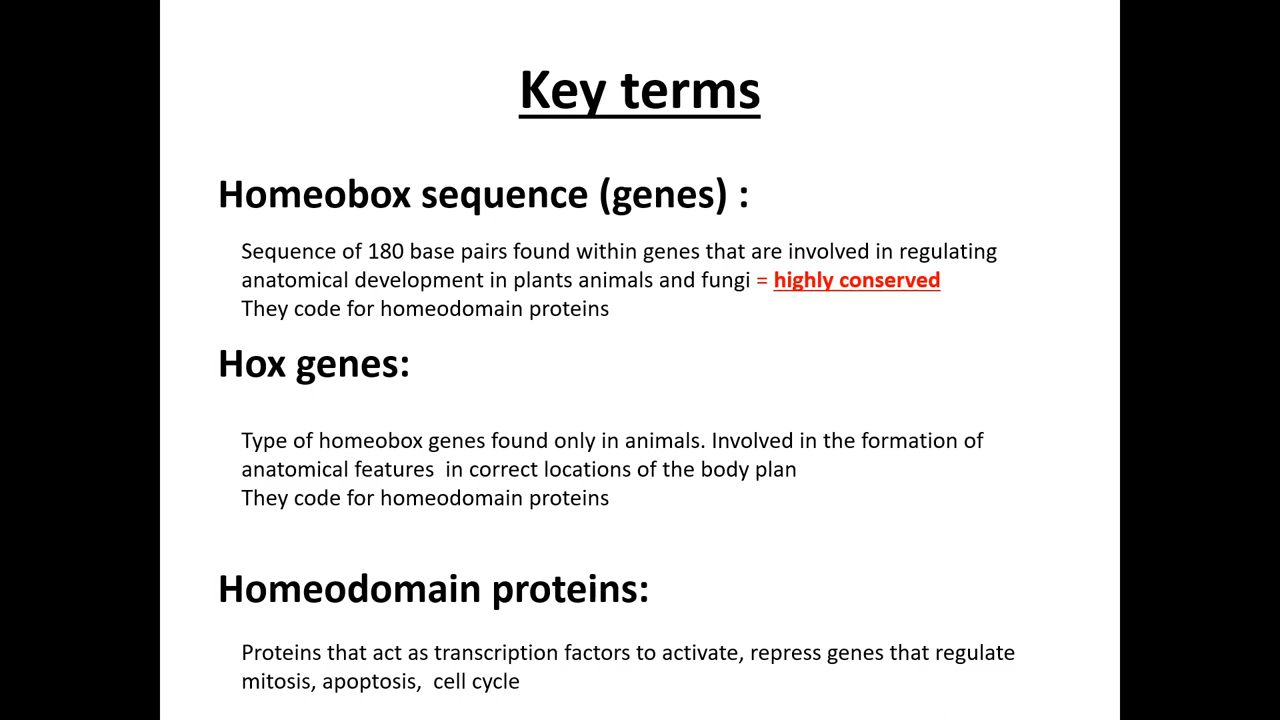 Key terms
Homeobox sequence (genes) :
Sequence of 180 base pairs found within genes that are involved in regulating
anatomical development in plants animals and fungi = highly conserved
They code for homeodomain proteins
Hox genes:
Type of homeobox genes found only in animals. Involved in the formation of
anatomical features  in correct locations of the body plan
They code for homeodomain proteins
Homeodomain proteins:
Proteins that act as transcription factors to activate, repress genes that regulate
mitosis, apoptosis,  cell cycle